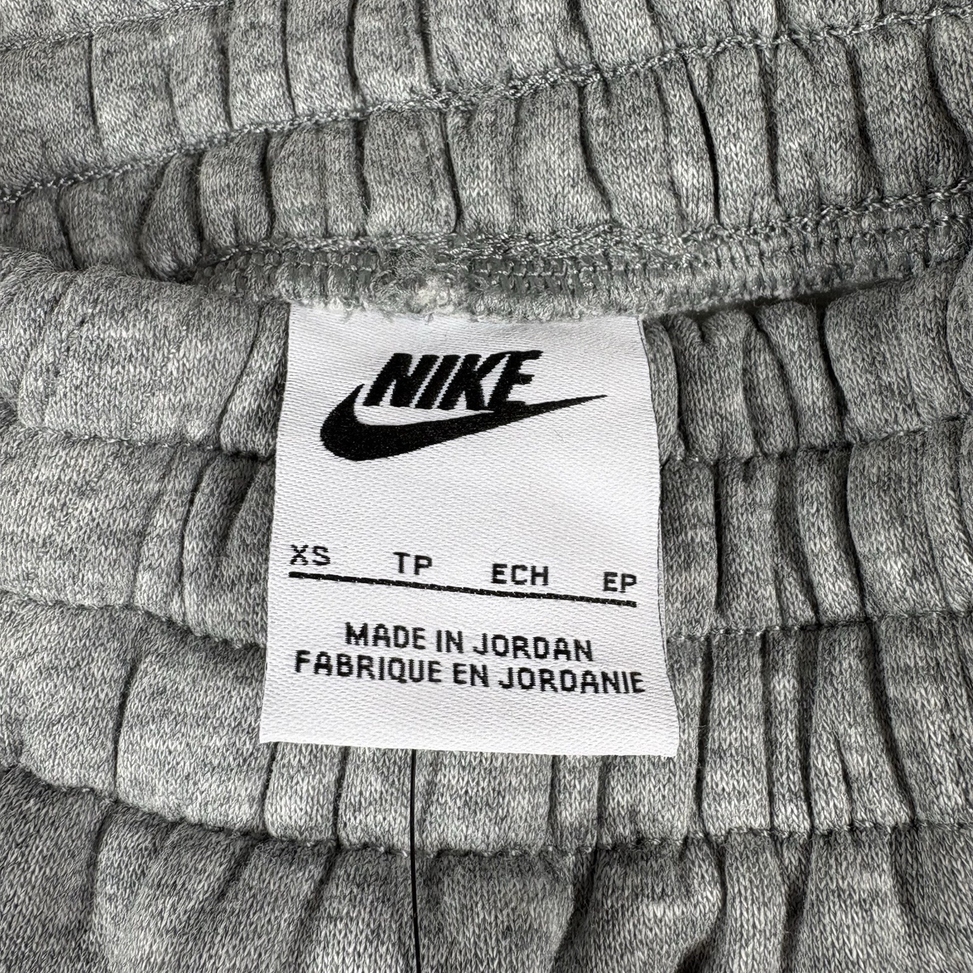 NIKE
XS TP ECH EP
MADE IN JORDAN
FABRIQUE EN JORDANIE